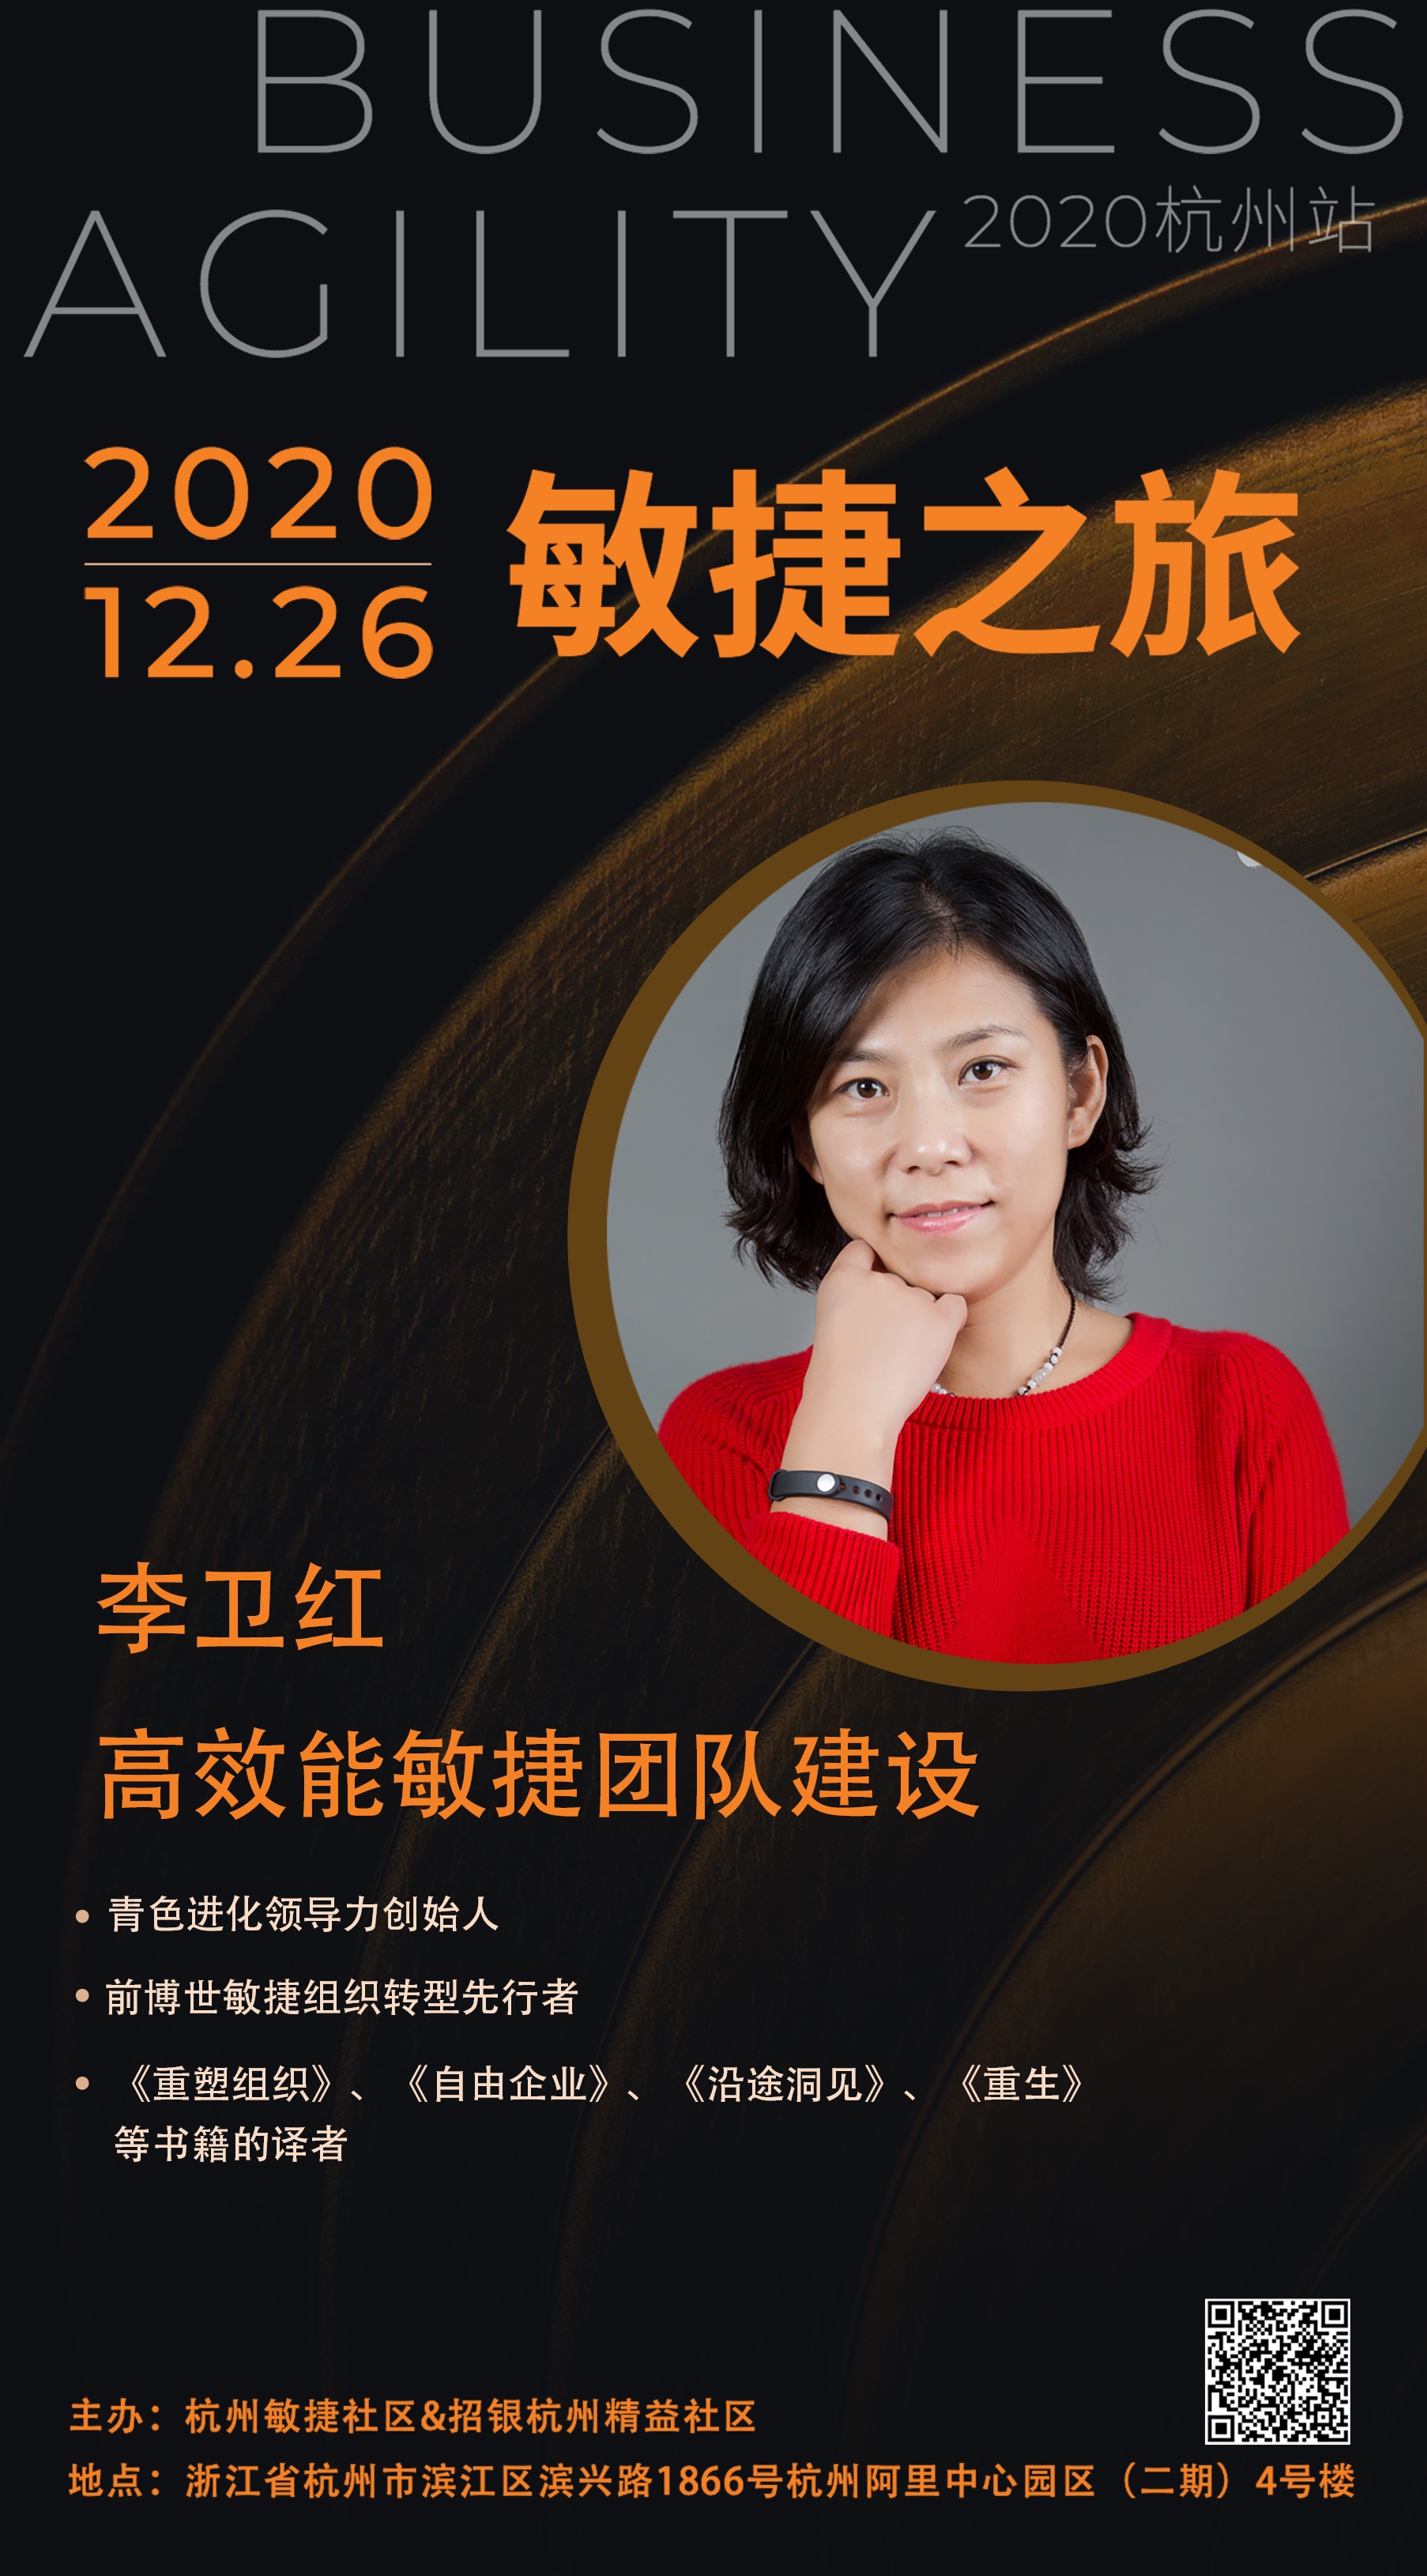 BUSINESS
AGILITY 2020杭州站
2020
12.26
敏捷之旅
李卫红
高效能敏捷团队建设
• 青色进化领导力创始人
• 前博世敏捷组织转型先行者
• 《重塑组织》、《自由企业》、《沿途洞见》、《重生》
等书籍的译者
主办：杭州敏捷社区&招银杭州精益社区
地点：浙江省杭州市滨江区滨兴路1866号杭州阿里中心园区（二期）4号楼